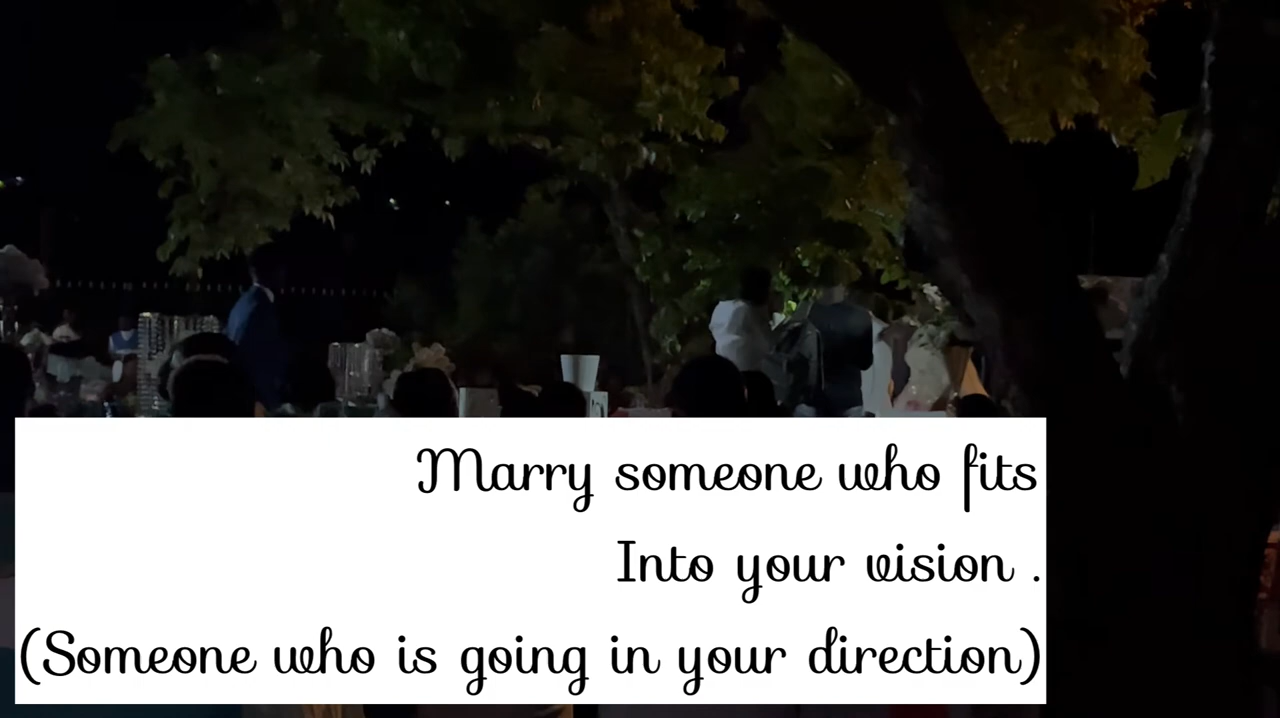 Marry someone who fits
Into your vision .
(Someone who is going in your direction)